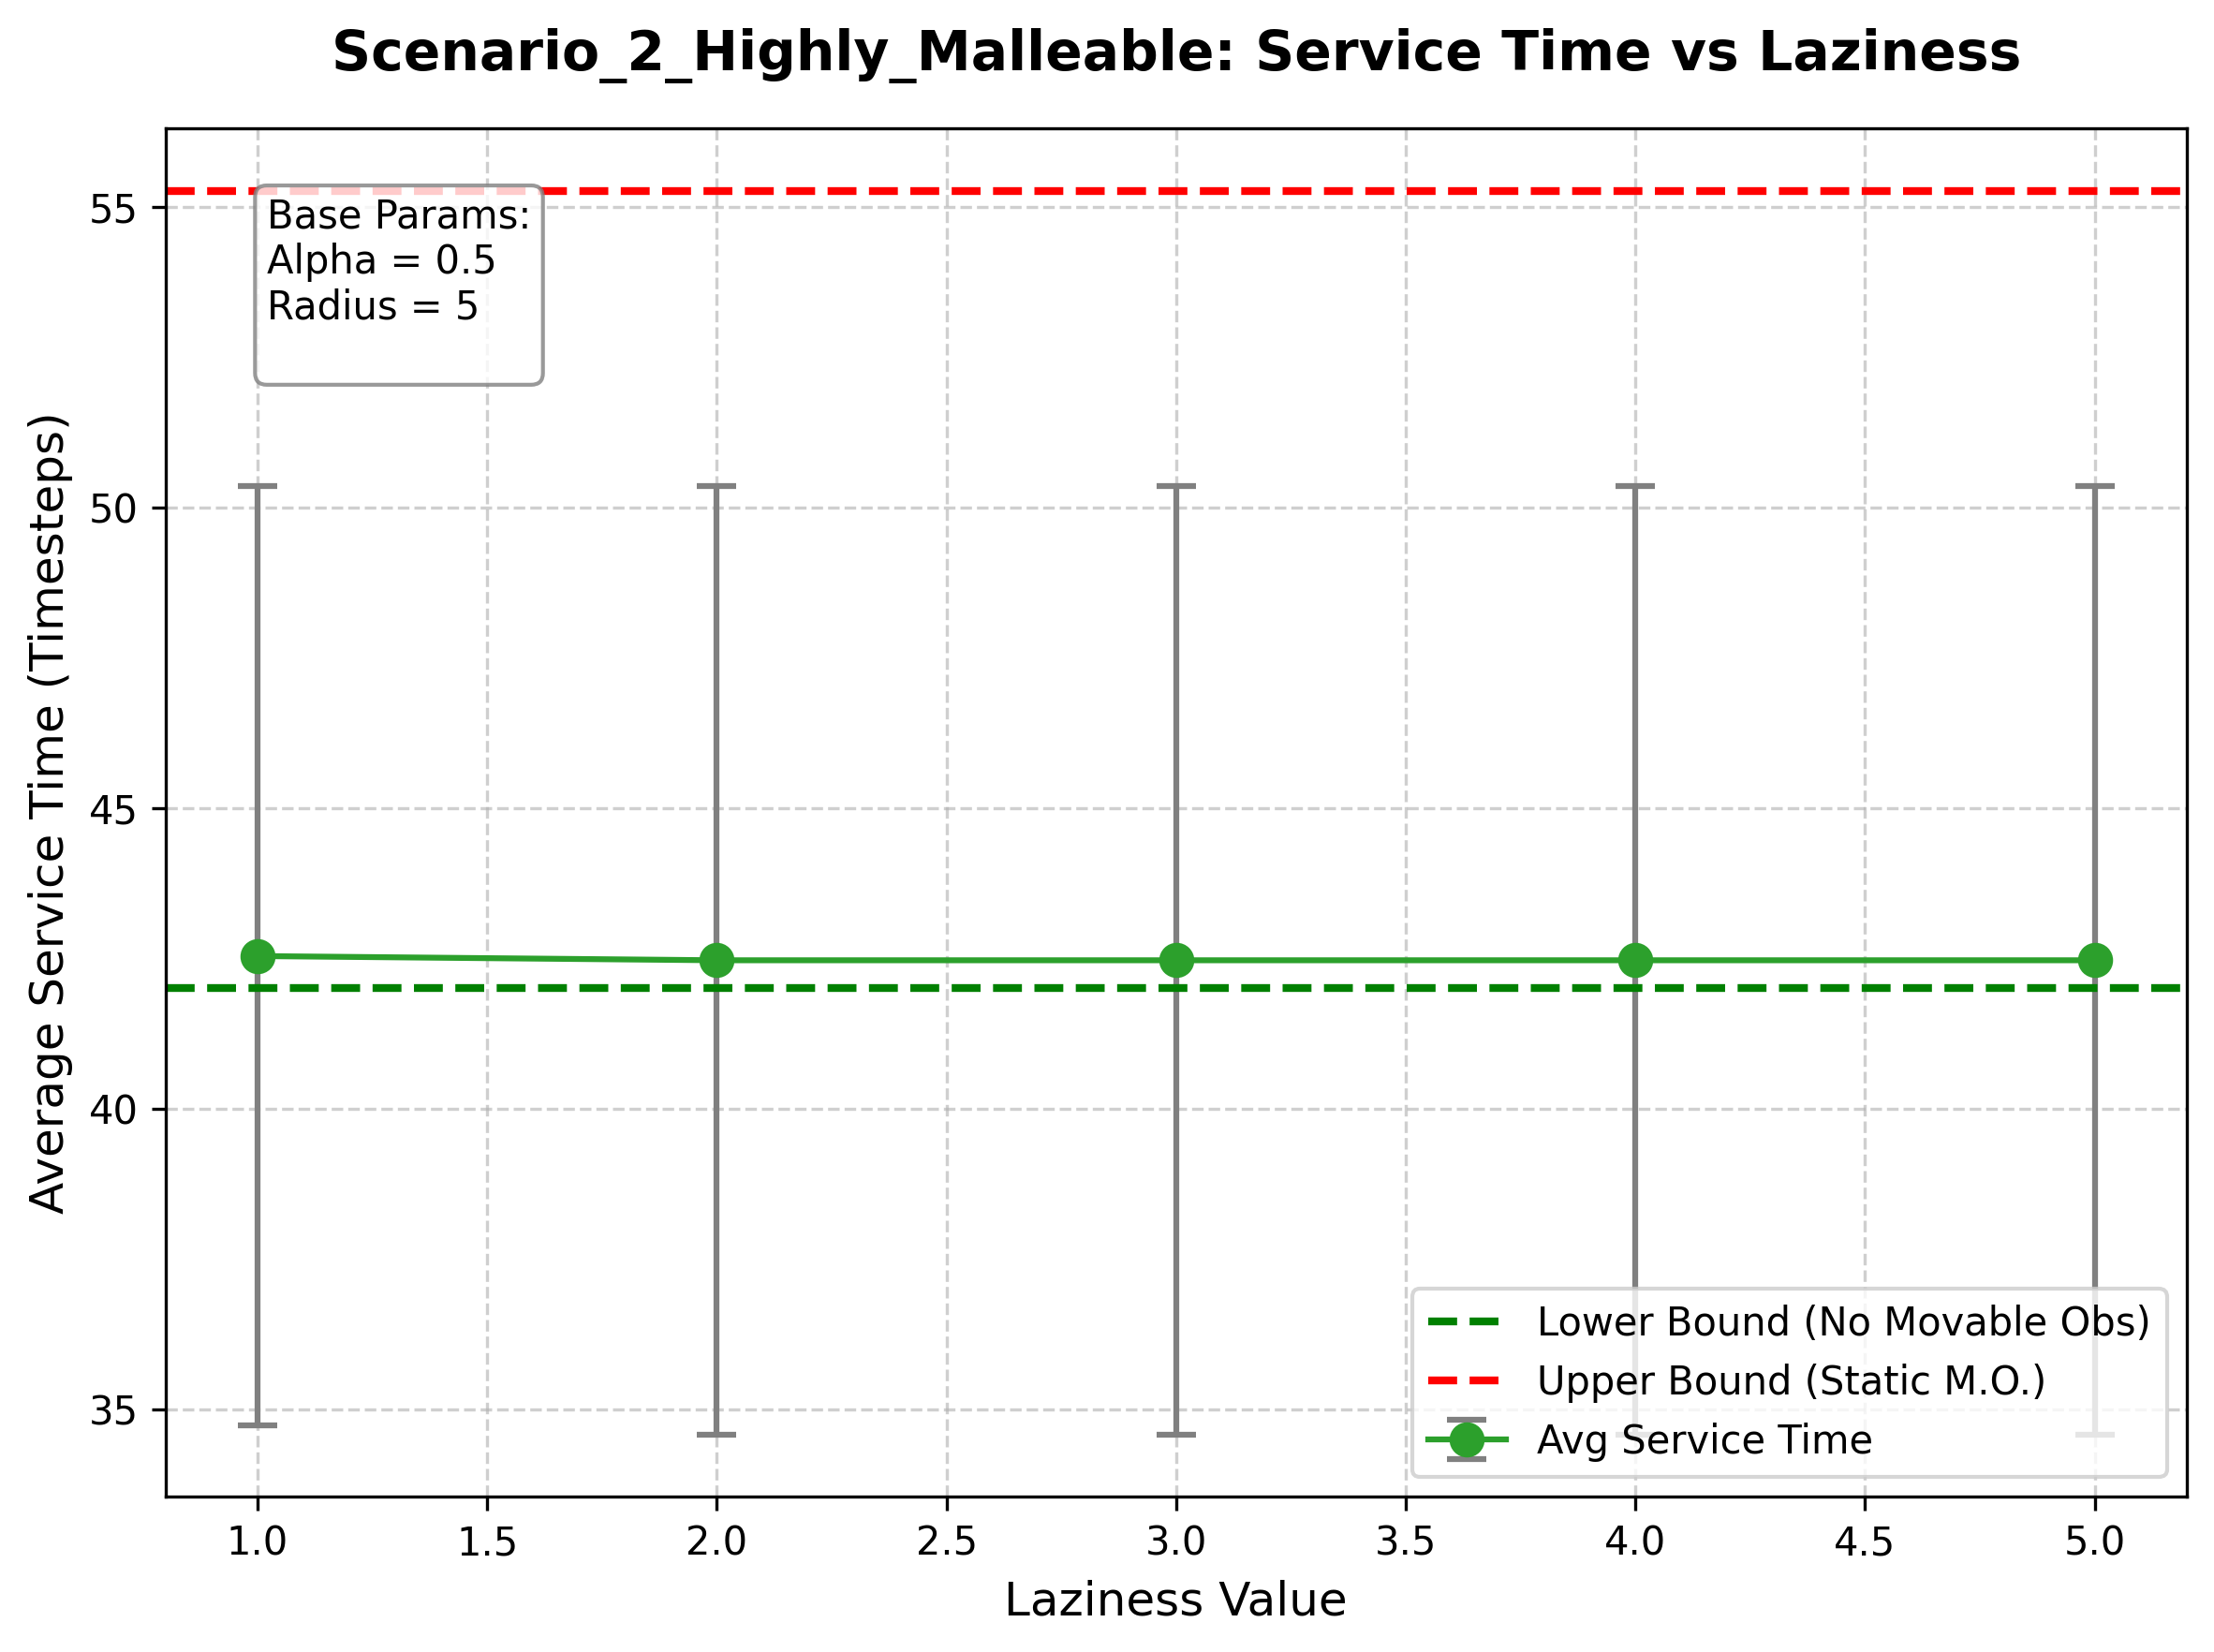 Scenario_2_Highly_Malleable: Service Time vs Laziness
Average Service Time (Timesteps)
55
50
45
40
35
Base Params:
Alpha = 0.5
Radius = 5
Lower Bound (No Movable Obs)
Upper Bound (Static M.O.)
Avg Service Time
1.0 1.5 2.0 2.5 3.0 3.5 4.0 4.5 5.0
Laziness Value